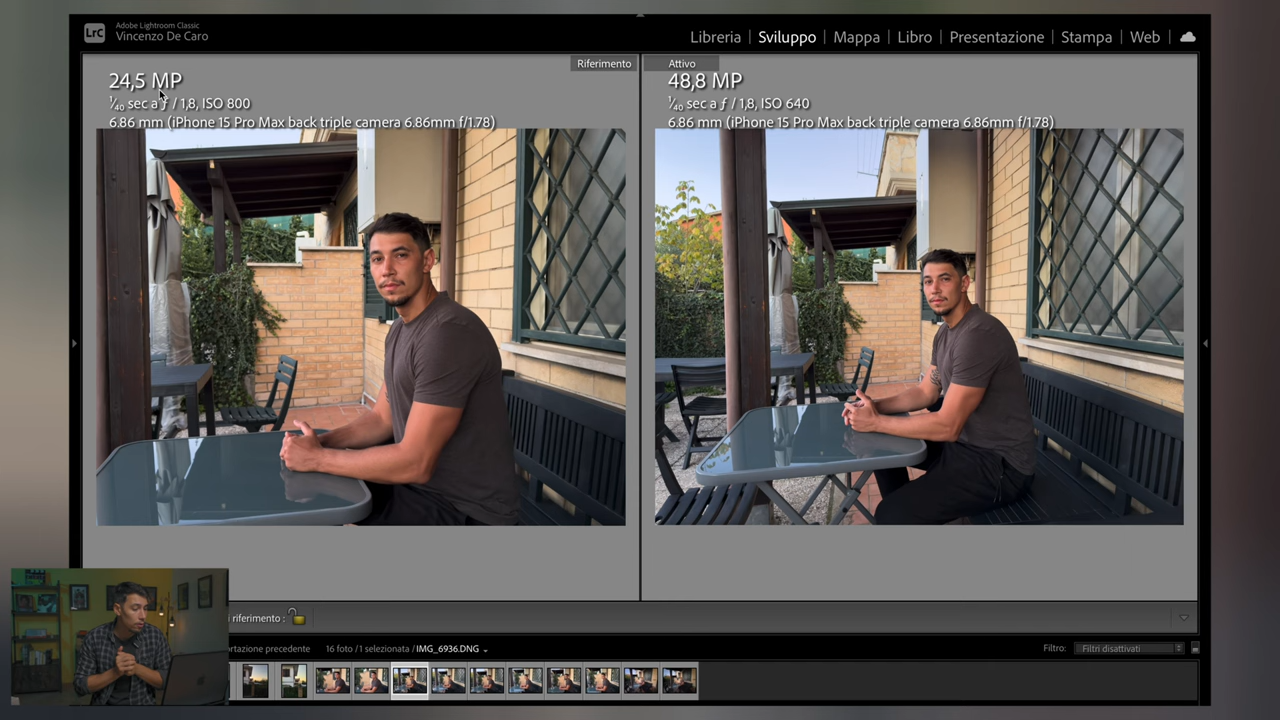 LrC
Adobe Lightroom Classic
Vincenzo De Caro
Libreria | Sviluppo | Mappa | Libro | Presentazione | Stampa | Web
Riferimento
24,5 MP
1/40 sec a ƒ / 1,8, ISO 800
6.86 mm (iPhone 15 Pro Max back triple camera 6.86mm f/1.78)
Attivo
48,8 MP
1/40 sec a ƒ / 1,8, ISO 640
6.86 mm (iPhone 15 Pro Max back triple camera 6.86mm f/1.78)
i riferimento :
ortazione precedente 16 foto /1 selezionata / IMG_6936.DNG
Filtro: Filtri disattivati